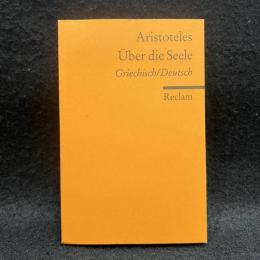 Aristoteles
Über die Seele
Griechisch/Deutsch
Reclam